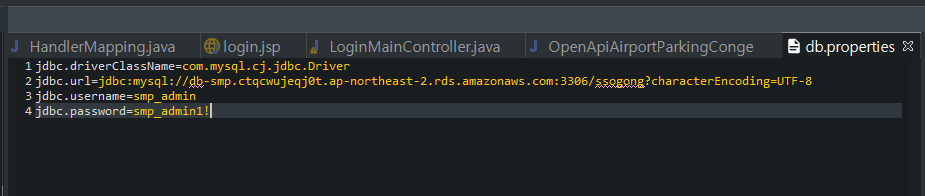 HandlerMapping.java login.jsp LoginMainController.java OpenApiAirportParkingConge db.properties
1 jdbc.driverClassName=com.mysql.cj.jdbc.Driver
2 jdbc.url=jdbc:mysql://db-smp.ctqcwujeqj0t.ap-northeast-2.rds.amazonaws.com:3306/ssogong?characterEncoding=UTF-8
3 jdbc.username=smp_admin
4 jdbc.password=smp_admin1!